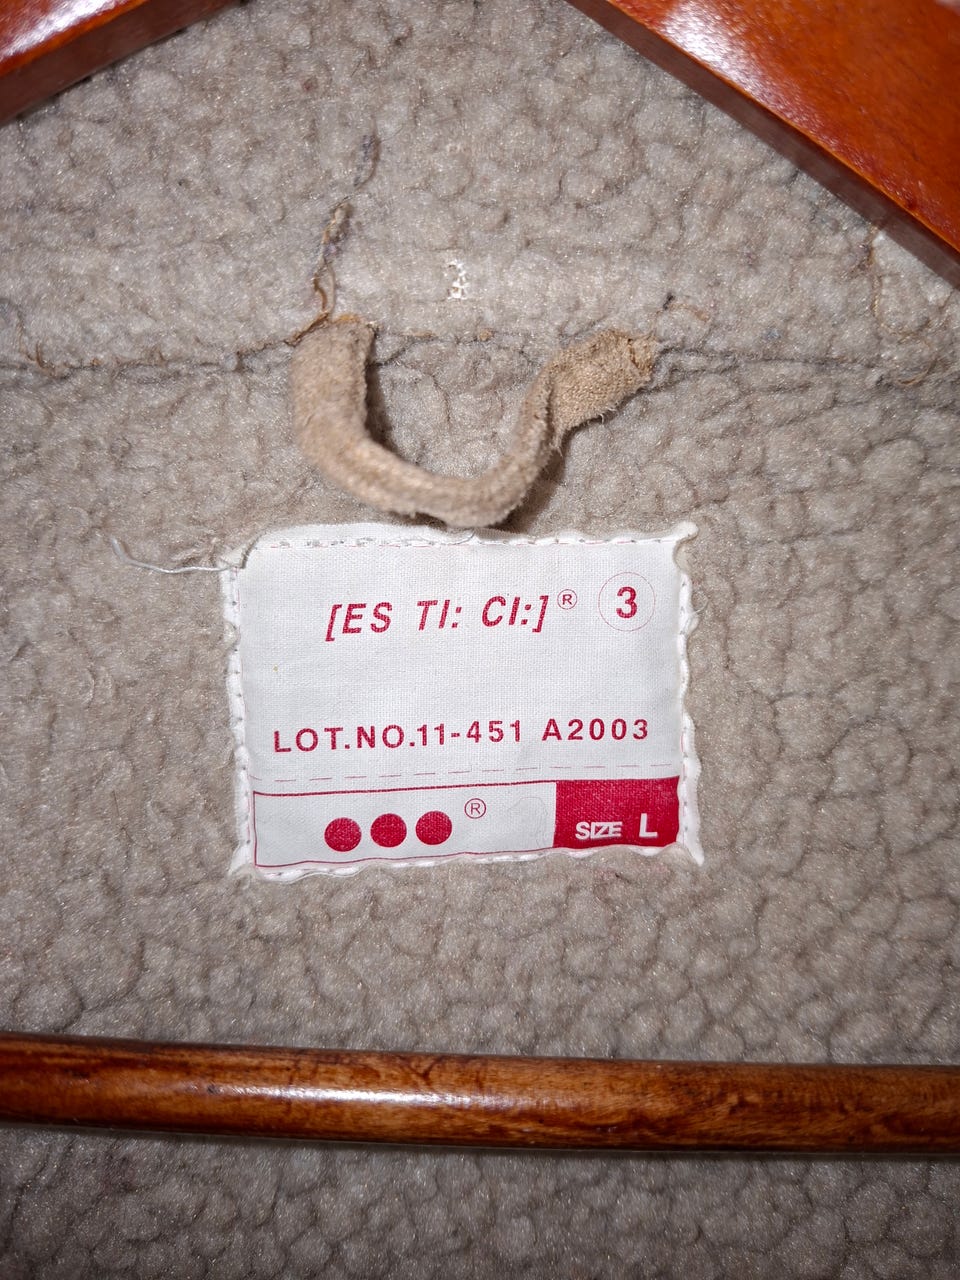 [ES TI: CI:]® 3
LOT.NO.11-451 A2003
®
SIZE L